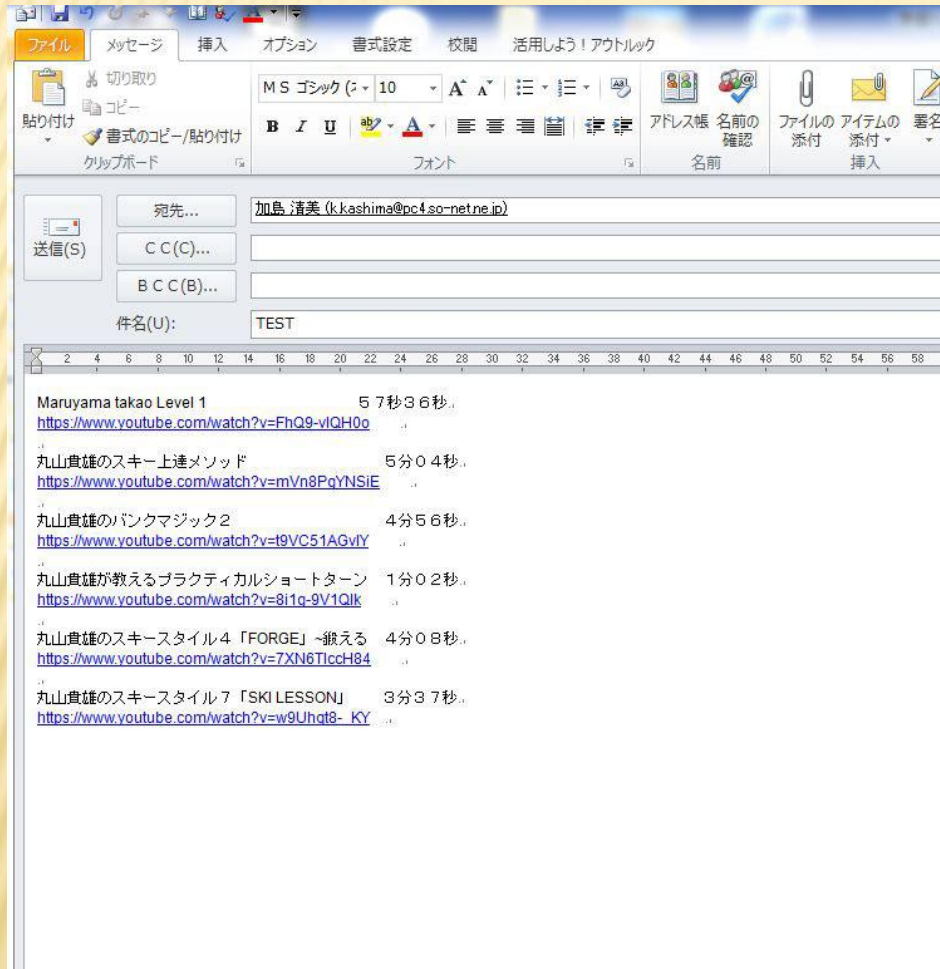 ファイル メッセージ 挿入 オプション 書式設定 校閲 活用しよう！アウトルック
切り取り
コピー
貼り付け
書式のコピー/貼り付け
クリップボード
ＭＳ ゴシック (ﾆ 10 A A
B I U ab A
フォント
アドレス帳 名前の確認
名前
ファイルの添付 アイテムの添付 署名
挿入
送信(S)
宛先... 加島 清美 (k.kashima@pc4.so-net.ne.jp)
ＣＣ(C)...
ＢＣＣ(B)...
件名(U): TEST
2 4 6 8 10 12 14 16 18 20 22 24 26 28 30 32 34 36 38 40 42 44 46 48 50 52 54 56 58
Maruyama takao Level 1 ５７秒３６秒
https://www.youtube.com/watch?v=FhQ9-vlQH0o
丸山貴雄のスキー上達メソッド ５分０４秒
https://www.youtube.com/watch?v=mVn8PqYNSiE
丸山貴雄のバンクマジック２ ４分５６秒
https://www.youtube.com/watch?v=t9VC51AGvIY
丸山貴雄が教えるプラクティカルショートターン １分０２秒
https://www.youtube.com/watch?v=8i1g-9V1QIk
丸山貴雄のスキースタイル４「FORGE」~鍛える ４分０８秒
https://www.youtube.com/watch?v=7XN6TIccH84
丸山貴雄のスキースタイル７「SKI LESSON」 ３分３７秒
https://www.youtube.com/watch?v=w9Uhgt8-_KY